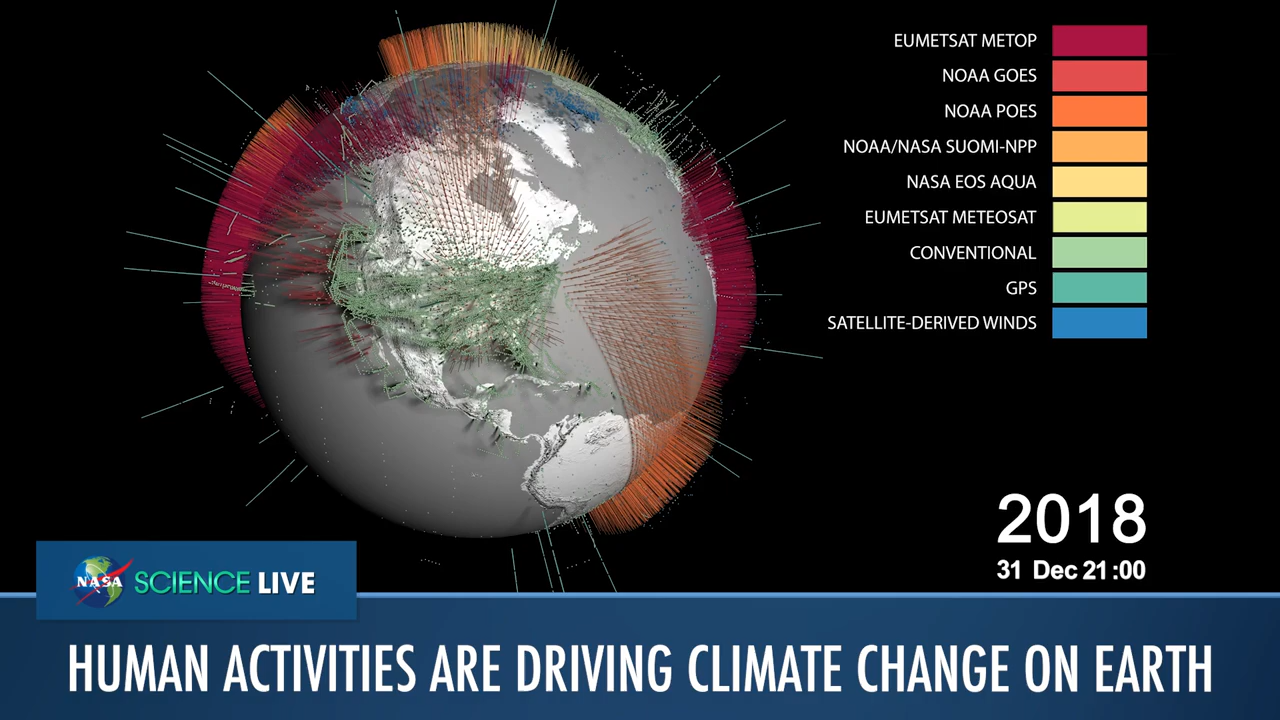 EUMETSAT METOP
NOAA GOES
NOAA POES
NOAA/NASA SUOMI-NPP
NASA EOS AQUA
EUMETSAT METEOSAT
CONVENTIONAL
GPS
SATELLITE-DERIVED WINDS
2018
31 Dec 21:00
NASA SCIENCE LIVE
HUMAN ACTIVITIES ARE DRIVING CLIMATE CHANGE ON EARTH